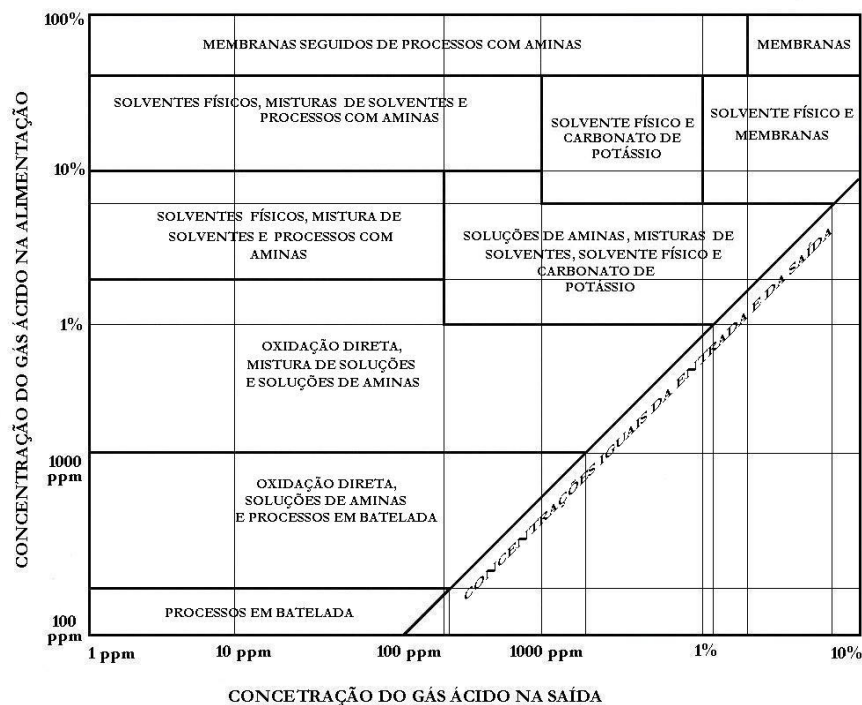 CONCENTRAÇÃO DO GÁS ÁCIDO NA ALIMENTAÇÃO
100%
10%
1%
1000
ppm
100
ppm
MEMBRANAS SEGUIDOS DE PROCESSOS COM AMINAS
MEMBRANAS
SOLVENTES FÍSICOS, MISTURAS DE SOLVENTES E
PROCESSOS COM AMINAS
SOLVENTE FÍSICO E
CARBONATO DE
POTÁSSIO
SOLVENTE FÍSICO E
MEMBRANAS
SOLVENTES FÍSICOS, MISTURA DE
SOLVENTES E PROCESSOS COM
AMINAS
SOLUÇÕES DE AMINAS, MISTURAS DE
SOLVENTES, SOLVENTE FÍSICO E
CARBONATO DE
POTÁSSIO
OXIDAÇÃO DIRETA,
MISTURA DE SOLUÇÕES
E SOLUÇÕES DE AMINAS
OXIDAÇÃO DIRETA,
SOLUÇÕES DE AMINAS
E PROCESSOS EM BATELADA
PROCESSOS EM BATELADA
CONCENTRAÇÕES IGUAIS DA ENTRADA E DA SAÍDA
1 ppm
10 ppm
100 ppm
1000 ppm
1%
10%
CONCETRAÇÃO DO GÁS ÁCIDO NA SAÍDA